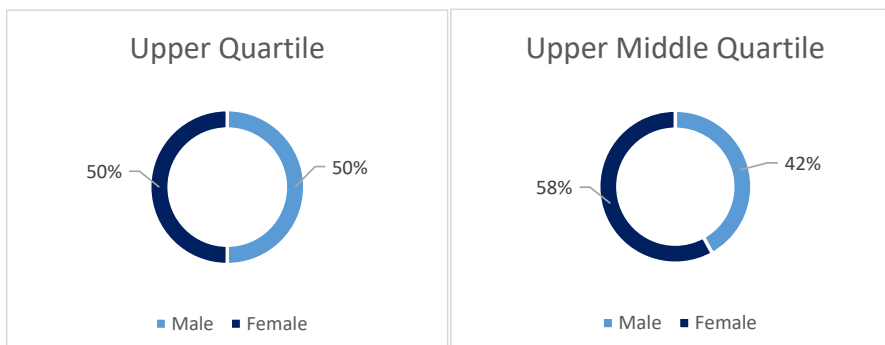 Upper Quartile
50%
50%
Male
Female
Upper Middle Quartile
42%
58%
Male
Female